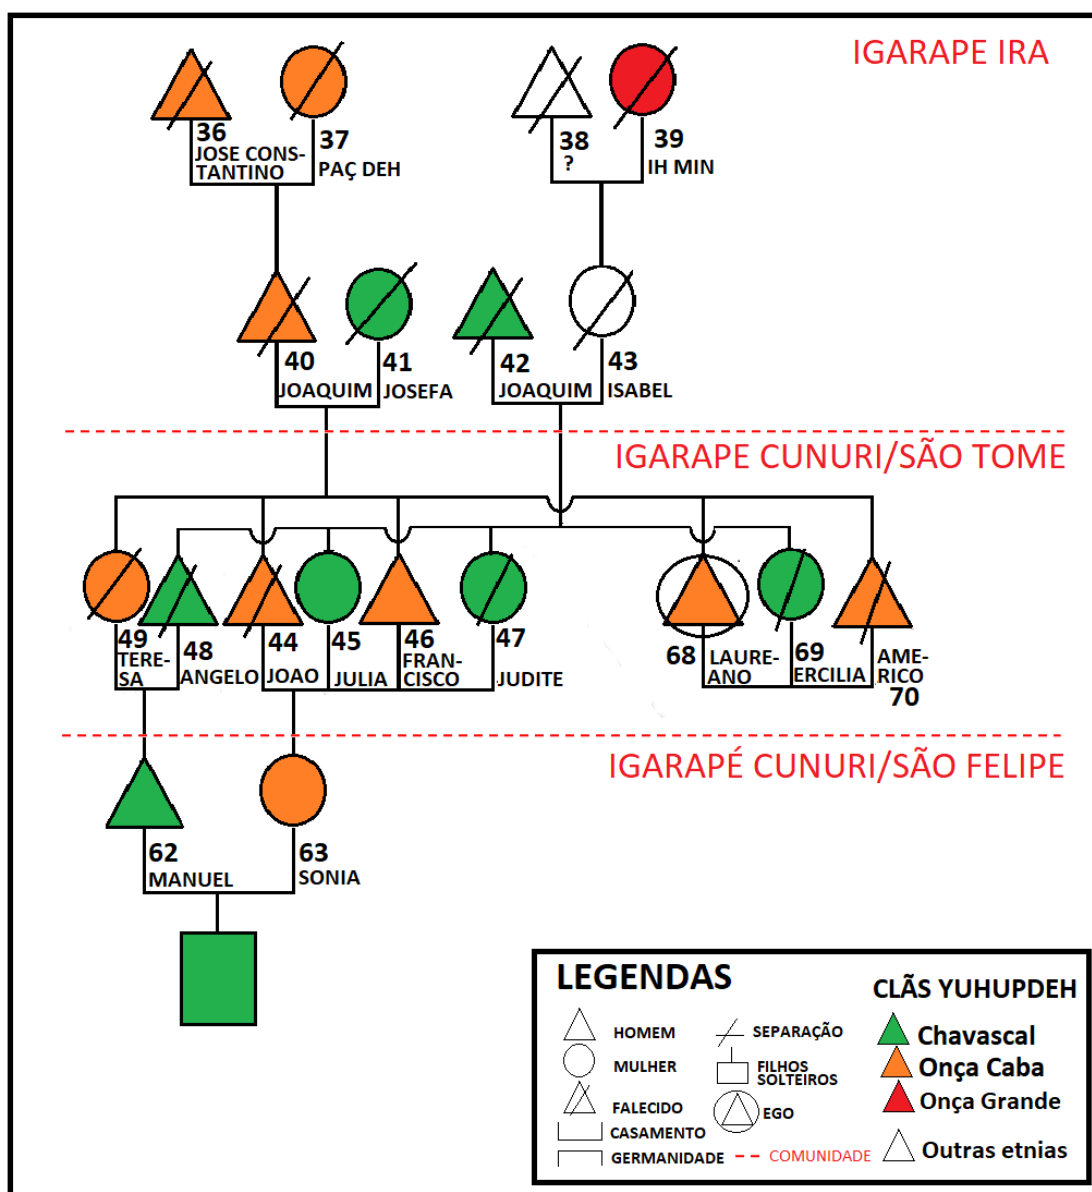 IGARAPE IRA
36
JOSE CONS-
TANTINO
37
PAÇ DEH
38
?
39
IH MIN
40
JOAQUIM
41
JOSEFA
42
JOAQUIM
43
ISABEL
IGARAPE CUNURI/SÃO TOME
49
TERE-
SA
48
ANGELO
44
JOAO
45
JULIA
46
FRAN-
CISCO
47
JUDITE
68
LAURE-
ANO
69
ERCILIA
AME-
RICO
70
IGARAPÉ CUNURI/SÃO FELIPE
62
MANUEL
63
SONIA
LEGENDAS
HOMEM
MULHER
FALECIDO
CASAMENTO
GERMANIDADE
SEPARAÇÃO
FILHOS
SOLTEIROS
EGO
COMUNIDADE
CLÃS YUHUPDEH
Chavascal
Onça Caba
Onça Grande
Outras etnias